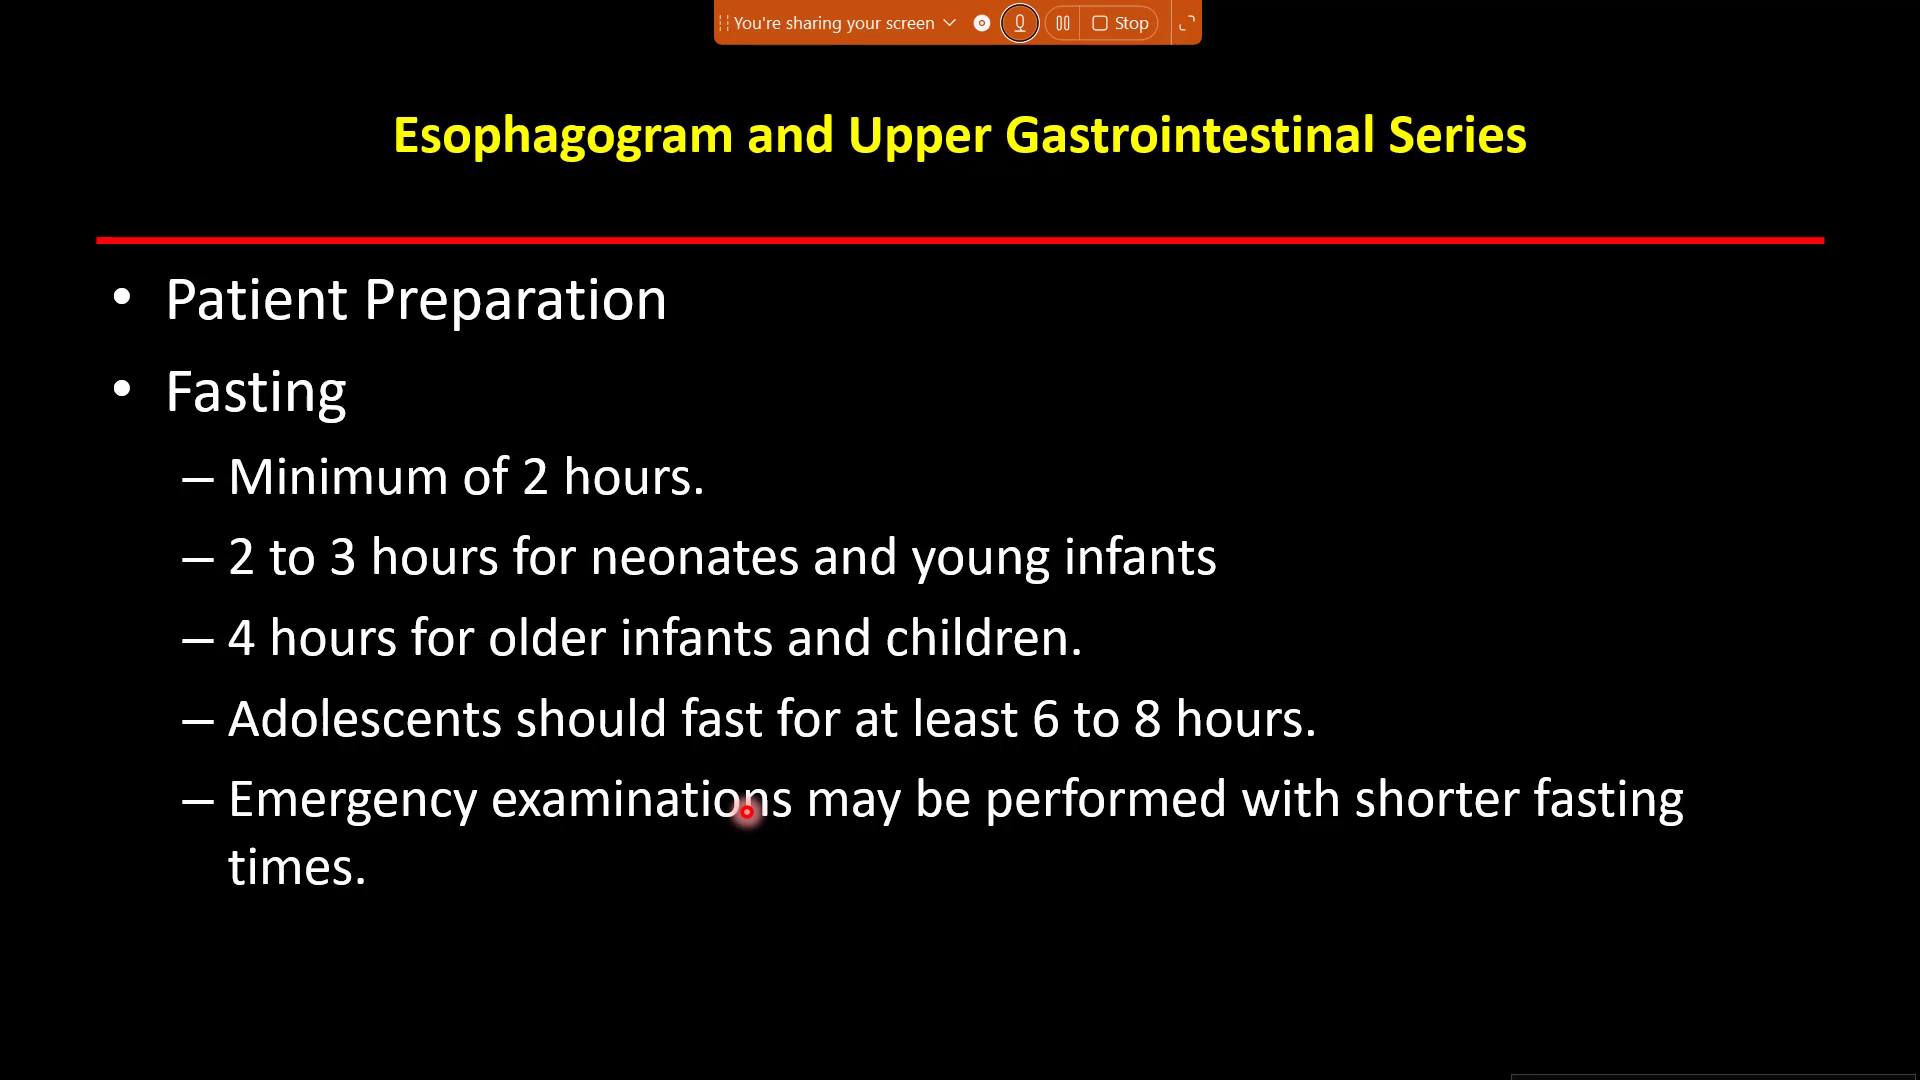 You're sharing your screen
Stop
Esophagogram and Upper Gastrointestinal Series
• Patient Preparation
• Fasting
– Minimum of 2 hours.
– 2 to 3 hours for neonates and young infants
– 4 hours for older infants and children.
– Adolescents should fast for at least 6 to 8 hours.
– Emergency examinations may be performed with shorter fasting
times.